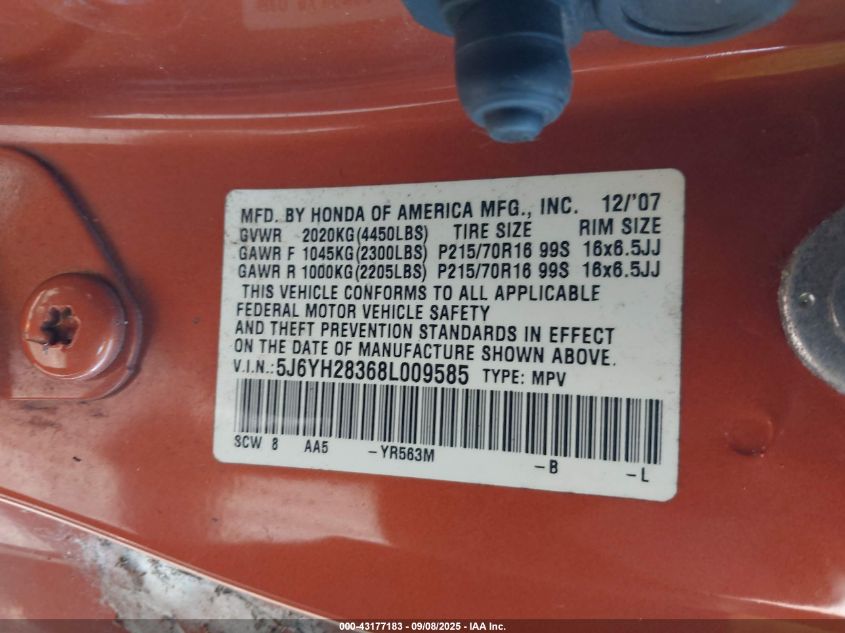 MFD. BY HONDA OF AMERICA MFG., INC. 12/'07
GVWR 2020KG(4450LBS) TIRE SIZE RIM SIZE
GAWR F 1045KG(2300LBS) P215/70R16 99S 16x6.5JJ
GAWR R 1000KG(2205LBS) P215/70R16 99S 16x6.5JJ
THIS VEHICLE CONFORMS TO ALL APPLICABLE
FEDERAL MOTOR VEHICLE SAFETY
AND THEFT PREVENTION STANDARDS IN EFFECT
ON THE DATE OF MANUFACTURE SHOWN ABOVE.
V.I.N.:5J6YH28368L009585 TYPE: MPV
SCW 8 AA5 -YR563M -B -L
000-43177183 - 09/08/2025 - IAA Inc.